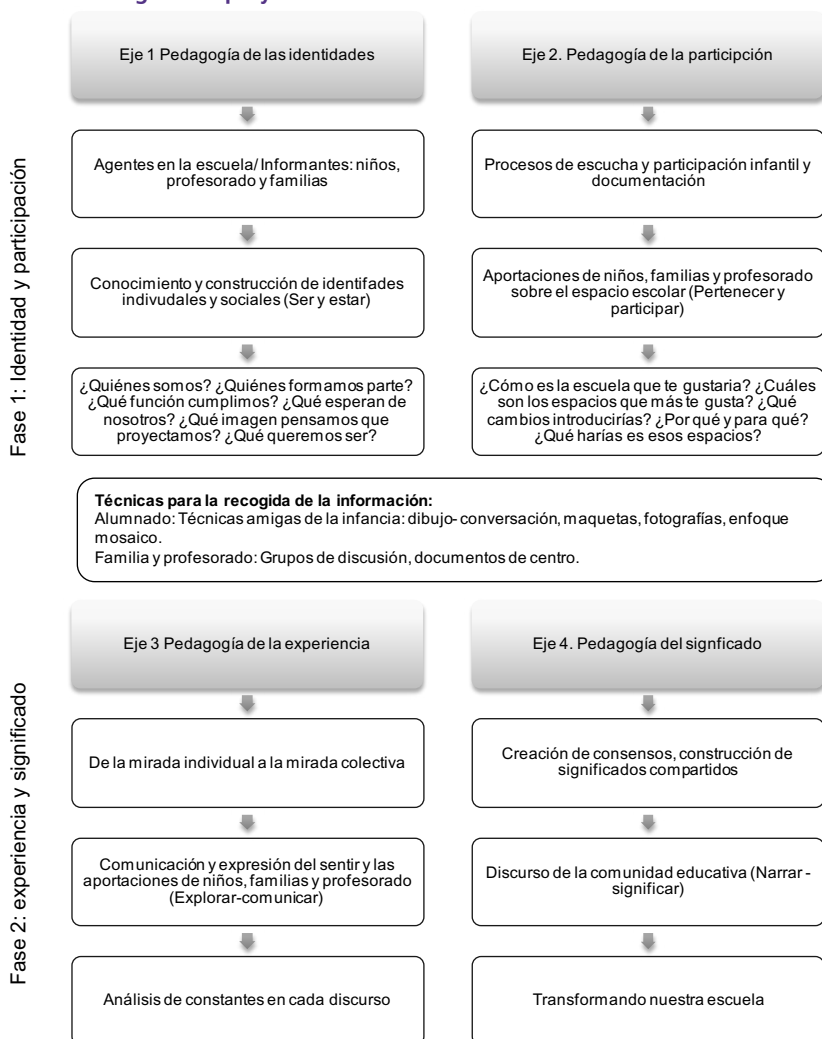 Eje 1 Pedagogía de las identidades
Eje 2. Pedagogía de la participción
Fase 1: Identidad y participación
Agentes en la escuela/Informantes: niños,
profesorado y familias
Procesos de escucha y participación infantil y
documentación
Conocimiento y construcción de identifades
indivudales y sociales (Ser y estar)
Aportaciones de niños, familias y profesorado
sobre el espacio escolar (Pertenecer y
participar)
¿Quiénes somos? ¿Quiénes formamos parte?
¿Qué función cumplimos? ¿Qué esperan de
nosotros? ¿Qué imagen pensamos que
proyectamos? ¿Qué queremos ser?
¿Cómo es la escuela que te gustaria? ¿Cuáles
son los espacios que más te gusta? ¿Qué
cambios introducirías? ¿Por qué y para qué?
¿Qué harías es esos espacios?
Técnicas para la recogida de la información:
Alumnado: Técnicas amigas de la infancia: dibujo-conversación, maquetas, fotografías, enfoque
mosaico.
Familia y profesorado: Grupos de discusión, documentos de centro.
Eje 3 Pedagogía de la experiencia
Eje 4. Pedagogía del signficado
Fase 2: experiencia y significado
De la mirada individual a la mirada colectiva
Creación de consensos, construcción de
significados compartidos
Comunicación y expresión del sentir y las
aportaciones de niños, familias y profesorado
(Explorar-comunicar)
Discurso de la comunidad educativa (Narrar -
significar)
Análisis de constantes en cada discurso
Transformando nuestra escuela